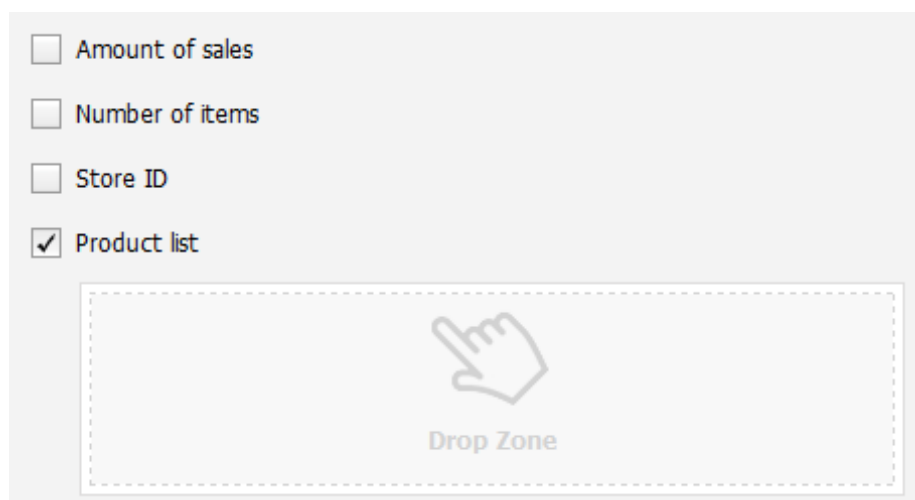 Amount of sales
Number of items
Store ID
Product list
Drop Zone